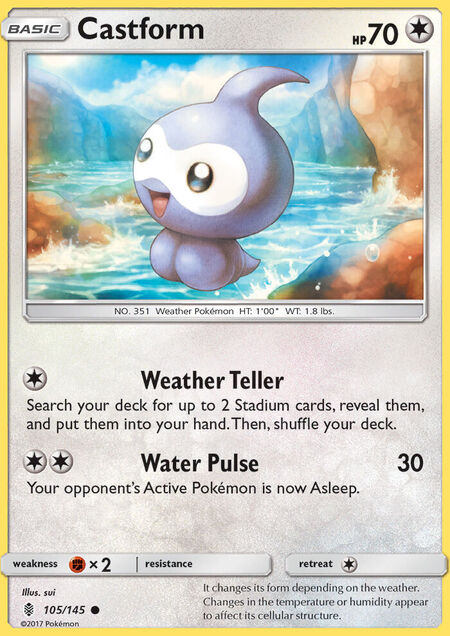 BASIC Castform HP70
NO. 351 Weather Pokémon HT: 1'00" WT: 1.8 lbs.
Weather Teller
Search your deck for up to 2 Stadium cards, reveal them,
and put them into your hand. Then, shuffle your deck.
Water Pulse 30
Your opponent's Active Pokémon is now Asleep.
weakness ×2 resistance retreat
Illus. sui
105/145
©2017 Pokémon
It changes its form depending on the weather.
Changes in the temperature or humidity appear
to affect its cellular structure.